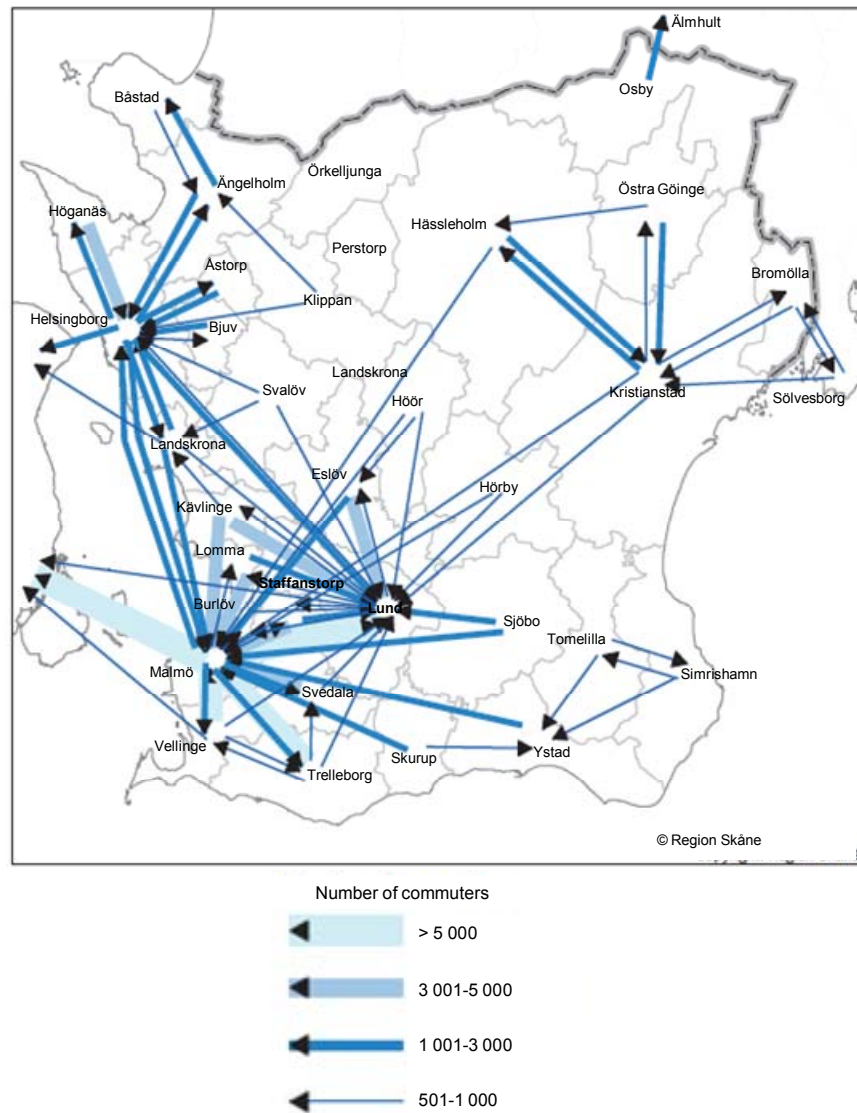 Älmhult
Osby
Båstad
Ängelholm
Örkelljunga
Östra Göinge
Höganäs
Hässleholm
Perstorp
Åstorp
Bromölla
Klippan
Helsingborg
Bjuv
Landskrona
Svalöv
Kristianstad
Sölvesborg
Höör
Landskrona
Eslöv
Hörby
Kävlinge
Lomma
Staffanstorp
Burlöv
Lund
Sjöbo
Tomelilla
Malmö
Simrishamn
Svedala
Vellinge
Skurup
Ystad
Trelleborg
© Region Skåne
Number of commuters
> 5 000
3 001-5 000
1 001-3 000
501-1 000